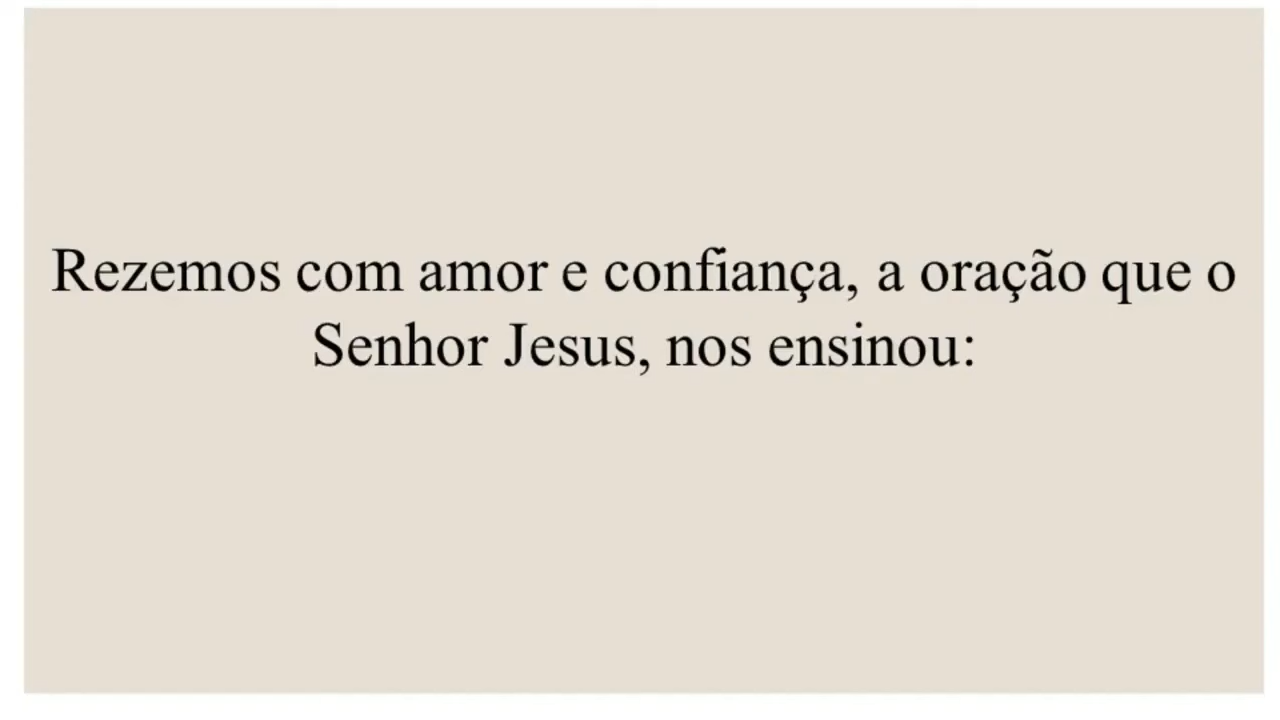 Rezemos com amor e confiança, a oração que o
Senhor Jesus, nos ensinou: